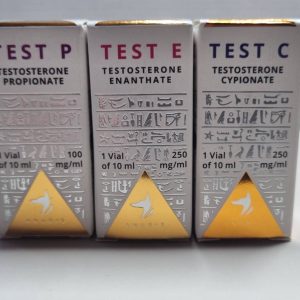 TEST P
TESTOSTERONE
PROPIONATE
1 Vial
of 10 ml
100
mg/ml
TEST E
TESTOSTERONE
ENANTHATE
1 Vial
of 10 ml
250
mg/ml
ANUBIS
TEST C
TESTOSTERONE
CYPIONATE
1 Vial
of 10 ml
250
mg/ml